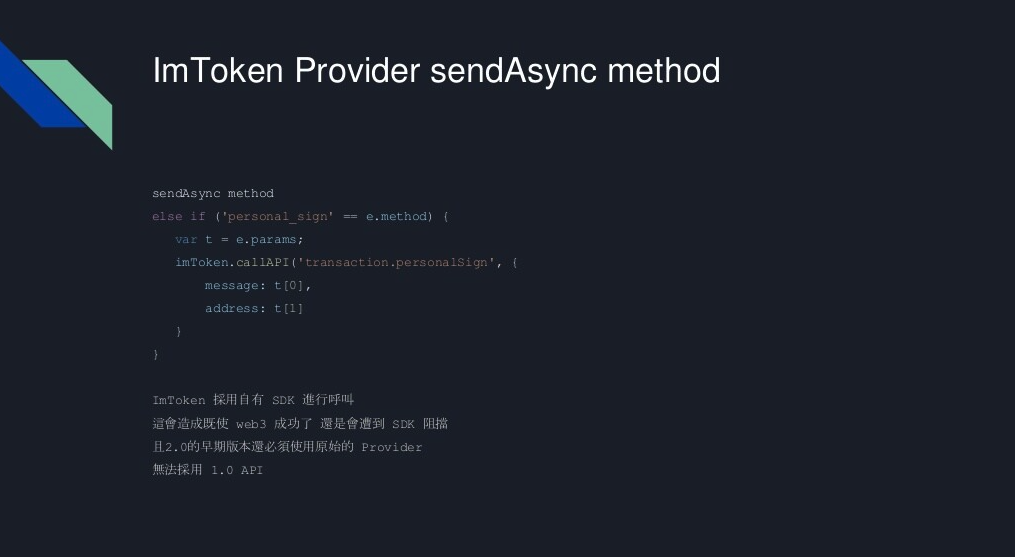 ImToken Provider sendAsync method
sendAsync method
else if ('personal_sign' == e.method) {
var t = e.params;
imToken.callAPI('transaction.personalSign', {
message: t[0],
address: t[1]
}
}
ImToken 採用自有 SDK 進行呼叫
這會造成既使 web3 成功了 還是會遭到 SDK 阻擋
且2.0的早期版本還必須使用原始的 Provider
無法採用 1.0 API